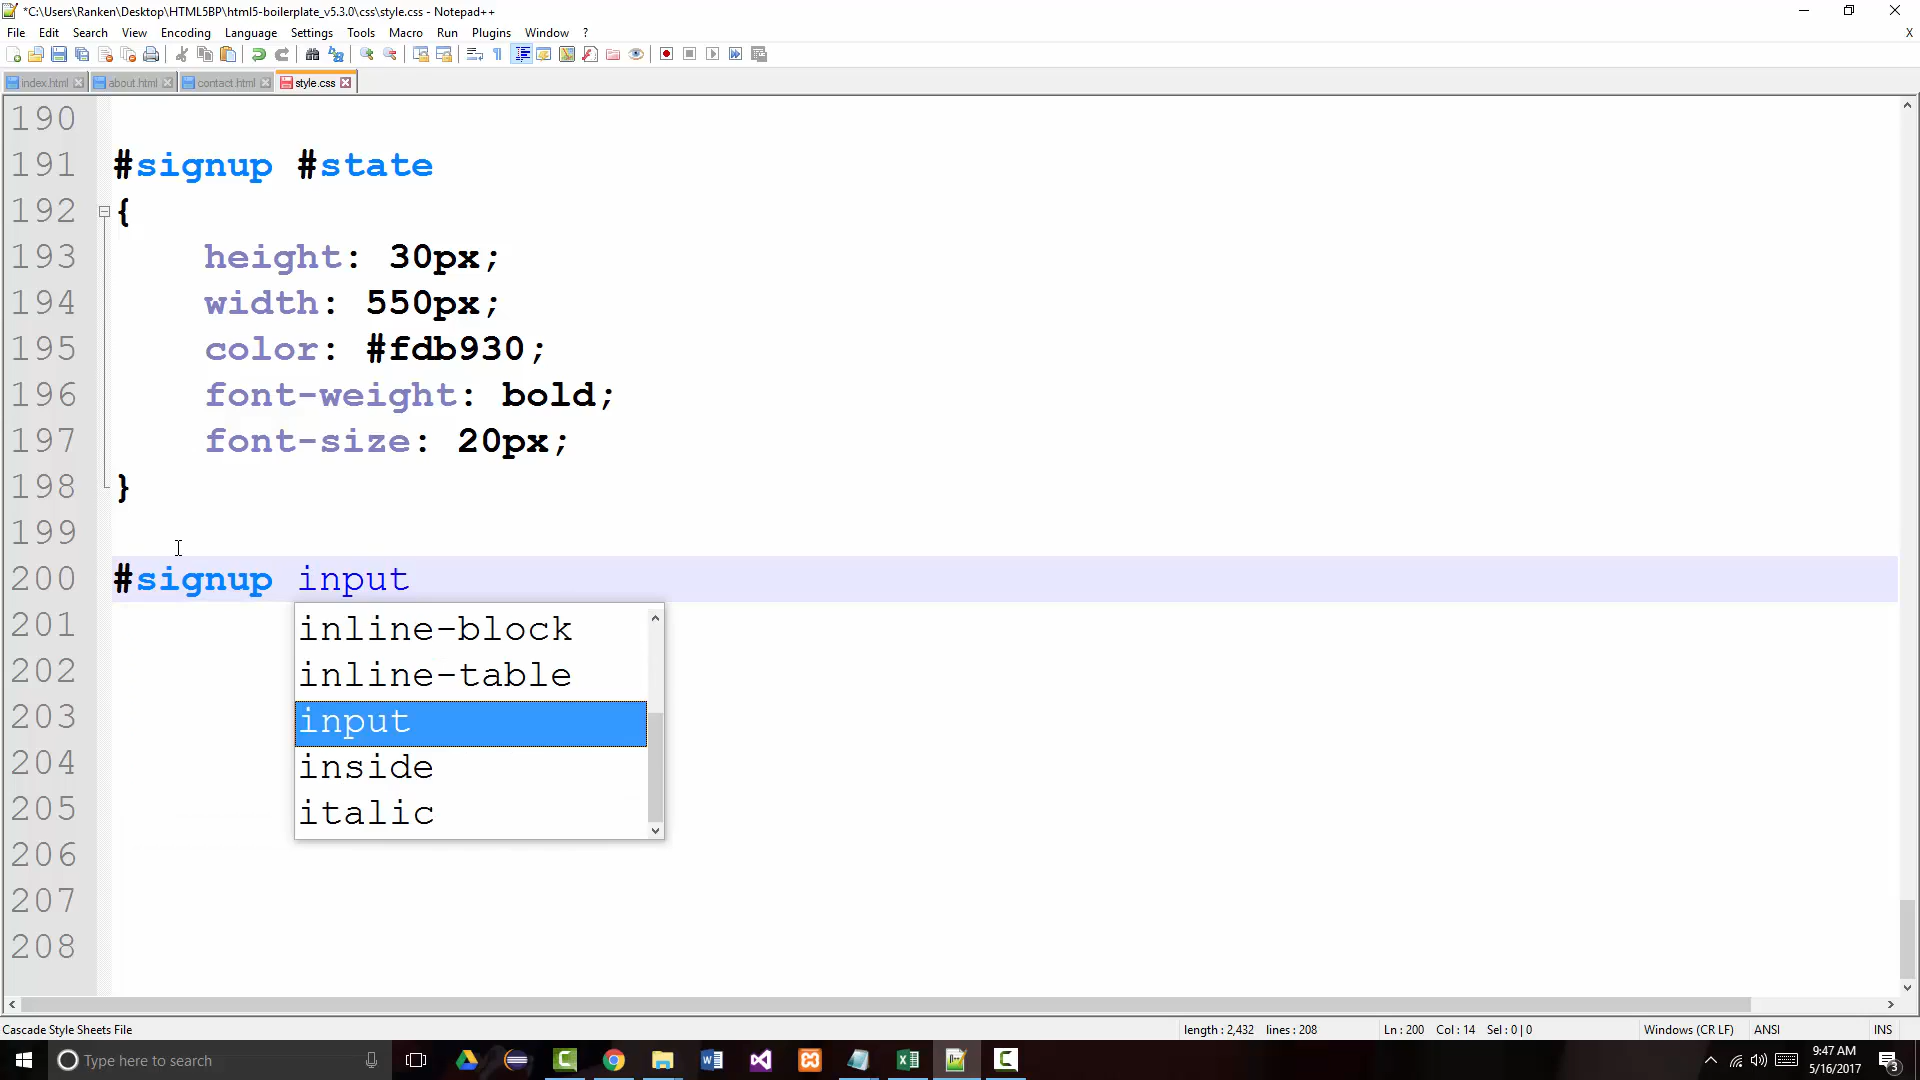 *C:\Users\Ranken\Desktop\HTML5BP\html5-boilerplate_v5.3.0\css\style.css - Notepad++
File Edit Search View Encoding Language Settings Tools Macro Run Plugins Window ? X
index.html about.html contact.html style.css
190
191 #signup #state
192 {
193 height: 30px;
194 width: 550px;
195 color: #fdb930;
196 font-weight: bold;
197 font-size: 20px;
198 }
199
200 #signup input
201 inline-block
202 inline-table
203 input
204 inside
205 italic
206
207
208
Cascade Style Sheets File length : 2,432 lines : 208 Ln : 200 Col : 14 Sel : 0 | 0 Windows (CR LF) ANSI INS
Type here to search 9:47 AM
5/16/2017 3